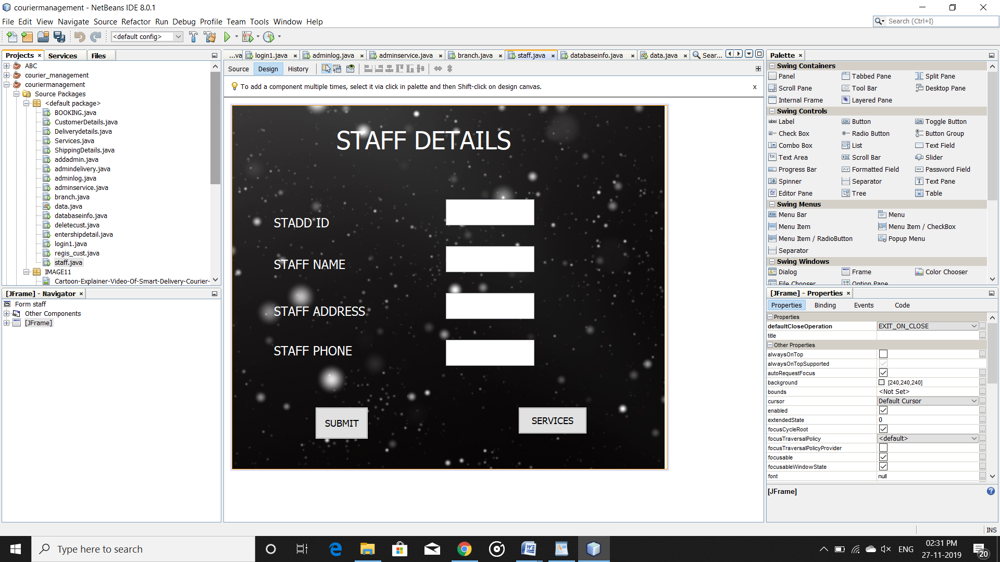 couriermanagement - NetBeans IDE 8.0.1
File Edit View Navigate Source Refactor Run Debug Profile Team Tools Window Help
Search (Ctrl+I)
<default config>
Projects Services Files
ABC
courier_management
couriermanagement
Source Packages
<default package>
BOOKING.java
CustomerDetails.java
Deliverydetails.java
Services.java
ShippingDetails.java
addadmin.java
admindelivery.java
adminlog.java
adminservice.java
branch.java
data.java
databaseinfo.java
deletecust.java
entershipdetail.java
login1.java
regis_cust.java
staff.java
IMAGE11
Cartoon-Explainer-Video-Of-Smart-Delivery-Courier-
[JFrame] - Navigator
Form staff
Other Components
[JFrame]
...va login1.java adminlog.java adminservice.java branch.java staff.java databaseinfo.java data.java Sear...
Source Design History
To add a component multiple times, select it via click in palette and then Shift-click on design canvas. x
STAFF DETAILS
STADD ID
STAFF NAME
STAFF ADDRESS
STAFF PHONE
SUBMIT
SERVICES
Palette
Swing Containers
Panel Tabbed Pane Split Pane
Scroll Pane Tool Bar Desktop Pane
Internal Frame Layered Pane
Swing Controls
Label Button Toggle Button
Check Box Radio Button Button Group
Combo Box List Text Field
Text Area Scroll Bar Slider
Progress Bar Formatted Field Password Field
Spinner Separator Text Pane
Editor Pane Tree Table
Swing Menus
Menu Bar Menu
Menu Item Menu Item / CheckBox
Menu Item / RadioButton Popup Menu
Separator
Swing Windows
Dialog Frame Color Chooser
File Chooser Option Pane
[JFrame] - Properties
Properties Binding Events Code
Properties
defaultCloseOperation EXIT_ON_CLOSE
title
Other Properties
alwaysOnTop
alwaysOnTopSupported
autoRequestFocus
background [240,240,240]
bounds <Not Set>
cursor Default Cursor
enabled
extendedState 0
focusCycleRoot
focusTraversalPolicy <default>
focusTraversalPolicyProvider
focusable
focusableWindowState
font null
[JFrame]
INS
Type here to search
ENG
02:31 PM
27-11-2019
20